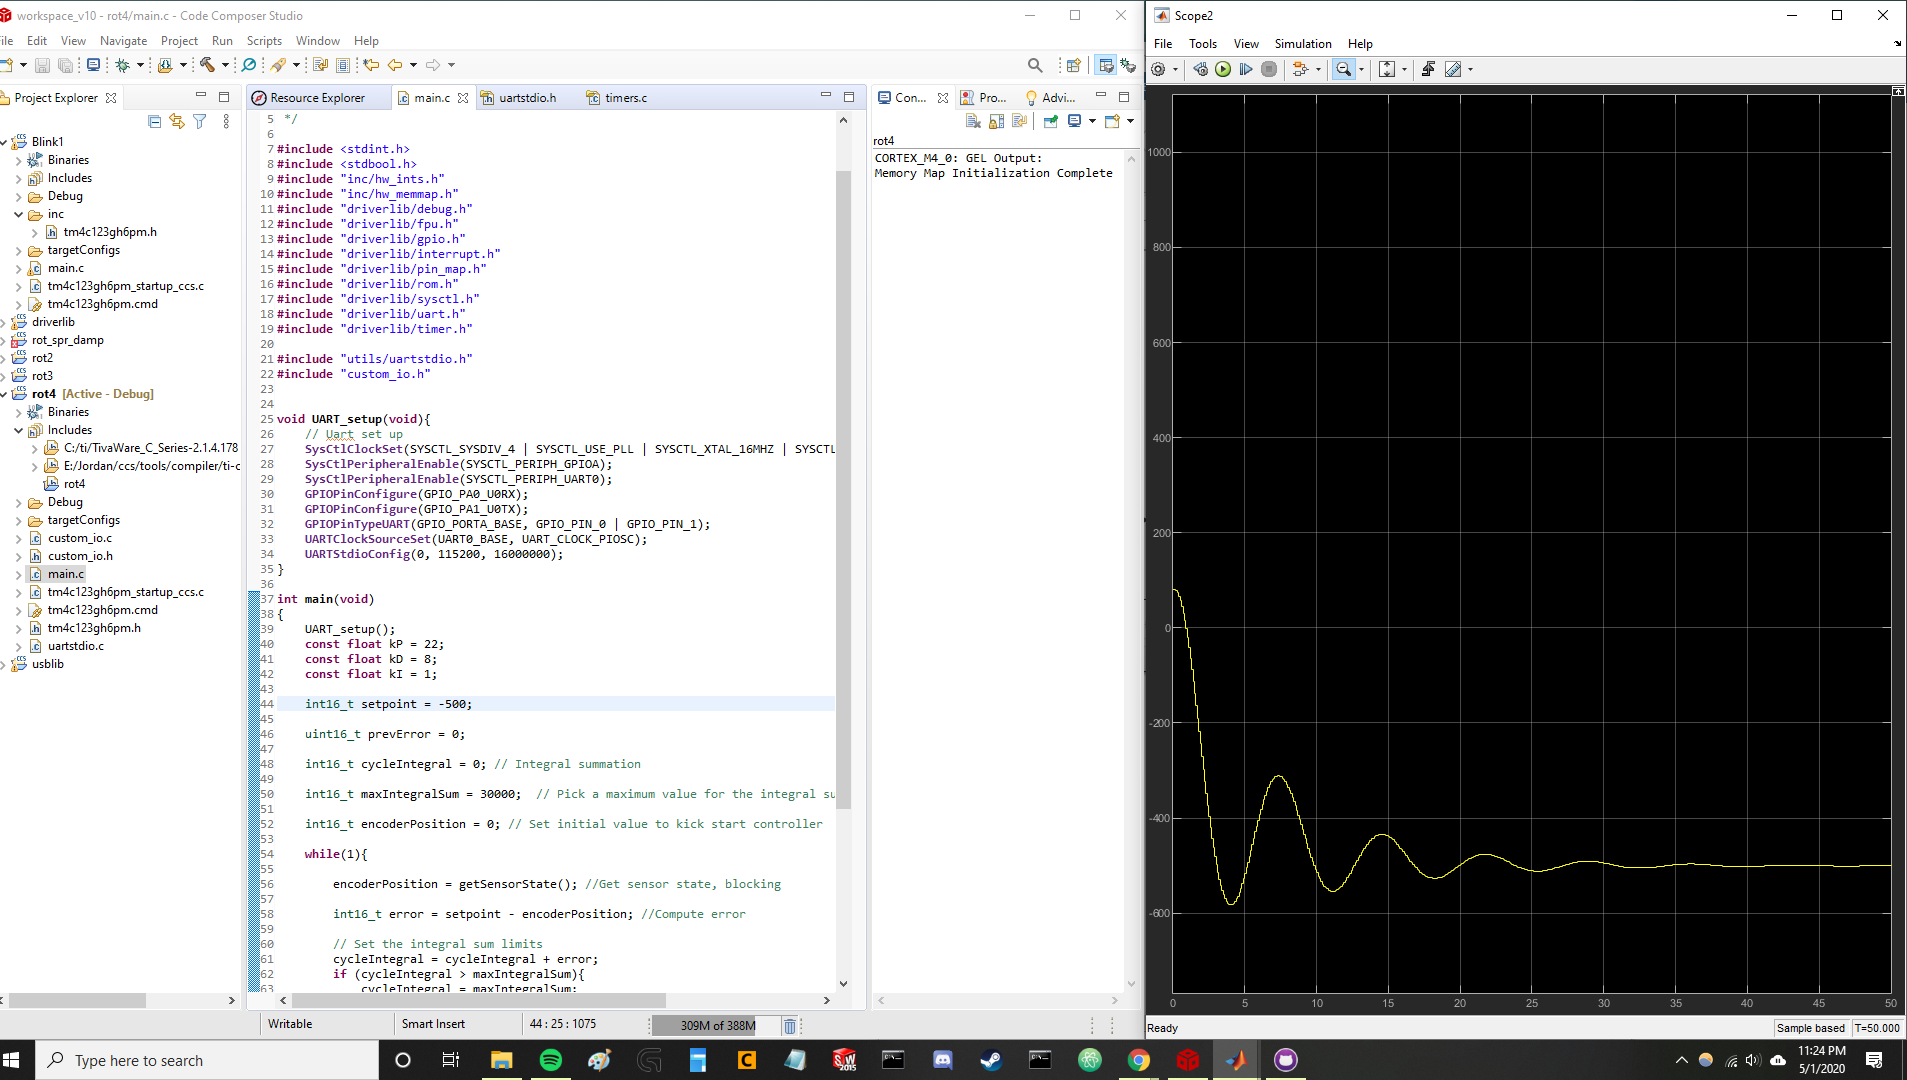 workspace_v10 - rot4/main.c - Code Composer Studio
File Edit View Navigate Project Run Scripts Window Help
Project Explorer
Blink1
Binaries
Includes
Debug
inc
tm4c123gh6pm.h
targetConfigs
main.c
tm4c123gh6pm_startup_ccs.c
tm4c123gh6pm.cmd
driverlib
rot_spr_damp
rot2
rot3
rot4 [Active - Debug]
Binaries
Includes
C:/ti/TivaWare_C_Series-2.1.4.178
E:/Jordan/ccs/tools/compiler/ti-c
rot4
Debug
targetConfigs
custom_io.c
custom_io.h
main.c
tm4c123gh6pm_startup_ccs.c
tm4c123gh6pm.cmd
tm4c123gh6pm.h
uartstdio.c
usblib
Resource Explorer main.c uartstdio.h timers.c
5 */
6
7 #include <stdint.h>
8 #include <stdbool.h>
9 #include "inc/hw_ints.h"
10 #include "inc/hw_memmap.h"
11 #include "driverlib/debug.h"
12 #include "driverlib/fpu.h"
13 #include "driverlib/gpio.h"
14 #include "driverlib/interrupt.h"
15 #include "driverlib/pin_map.h"
16 #include "driverlib/rom.h"
17 #include "driverlib/sysctl.h"
18 #include "driverlib/uart.h"
19 #include "driverlib/timer.h"
20
21 #include "utils/uartstdio.h"
22 #include "custom_io.h"
23
24
25 void UART_setup(void){
26 // Uart set up
27 SysCtlClockSet(SYSCTL_SYSDIV_4 | SYSCTL_USE_PLL | SYSCTL_XTAL_16MHZ | SYSCTL
28 SysCtlPeripheralEnable(SYSCTL_PERIPH_GPIOA);
29 SysCtlPeripheralEnable(SYSCTL_PERIPH_UART0);
30 GPIOPinConfigure(GPIO_PA0_U0RX);
31 GPIOPinConfigure(GPIO_PA1_U0TX);
32 GPIOPinTypeUART(GPIO_PORTA_BASE, GPIO_PIN_0 | GPIO_PIN_1);
33 UARTClockSourceSet(UART0_BASE, UART_CLOCK_PIOSC);
34 UARTStdioConfig(0, 115200, 16000000);
35 }
36
37 int main(void)
38 {
39 UART_setup();
40 const float kP = 22;
41 const float kD = 8;
42 const float kI = 1;
43
44 int16_t setpoint = -500;
45
46 uint16_t prevError = 0;
47
48 int16_t cycleIntegral = 0; // Integral summation
49
50 int16_t maxIntegralSum = 30000; // Pick a maximum value for the integral su
51
52 int16_t encoderPosition = 0; // Set initial value to kick start controller
53
54 while(1){
55
56 encoderPosition = getSensorState(); //Get sensor state, blocking
57
58 int16_t error = setpoint - encoderPosition; //Compute error
59
60 // Set the integral sum limits
61 cycleIntegral = cycleIntegral + error;
62 if (cycleIntegral > maxIntegralSum){
63 cycleIntegral = maxIntegralSum;
Con... Pro... Advi...
rot4
CORTEX_M4_0: GEL Output:
Memory Map Initialization Complete
Writable Smart Insert 44 : 25 : 1075 309M of 388M
Scope2
File Tools View Simulation Help
1000
800
600
400
200
0
-200
-400
-600
0 5 10 15 20 25 30 35 40 45 50
Ready Sample based T=50.000
Type here to search
SW 2015
11:24 PM
5/1/2020